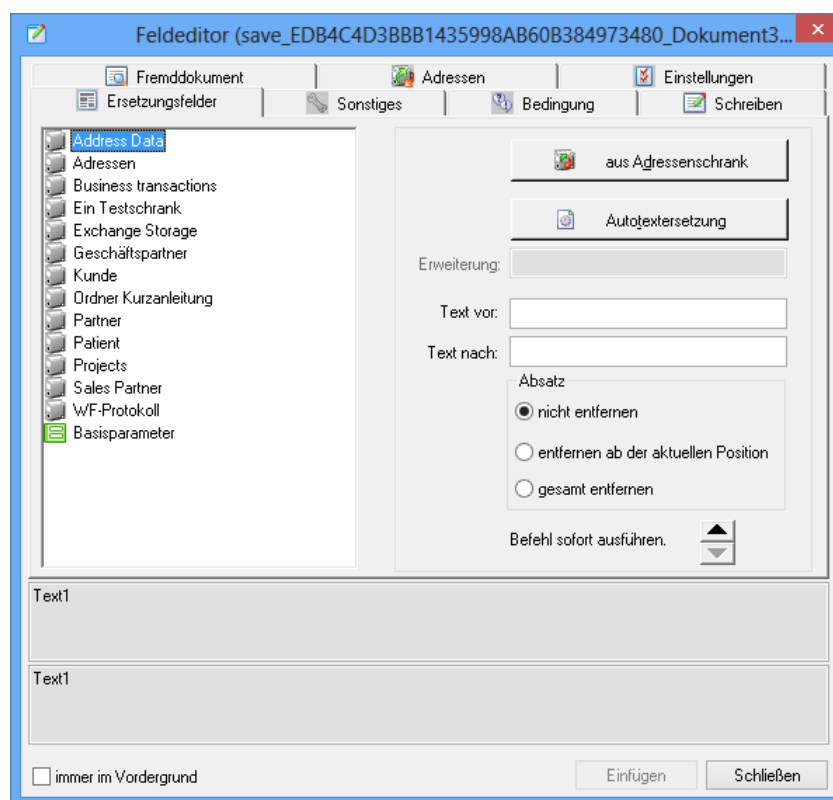 Feldeditor (save_EDB4C4D3BBB1435998AB60B384973480_Dokument3...
Fremddokument
Adressen
Einstellungen
Ersetzungsfelder
Sonstiges
Bedingung
Schreiben
Address Data
Adressen
Business transactions
Ein Testschrank
Exchange Storage
Geschäftspartner
Kunde
Ordner Kurzanleitung
Partner
Patient
Projects
Sales Partner
WF-Protokoll
Basisparameter
aus Adressenschrank
Autotextersetzung
Erweiterung:
Text vor:
Text nach:
Absatz
nicht entfernen
entfernen ab der aktuellen Position
gesamt entfernen
Befehl sofort ausführen.
Text1
Text1
immer im Vordergrund
Einfügen
Schließen